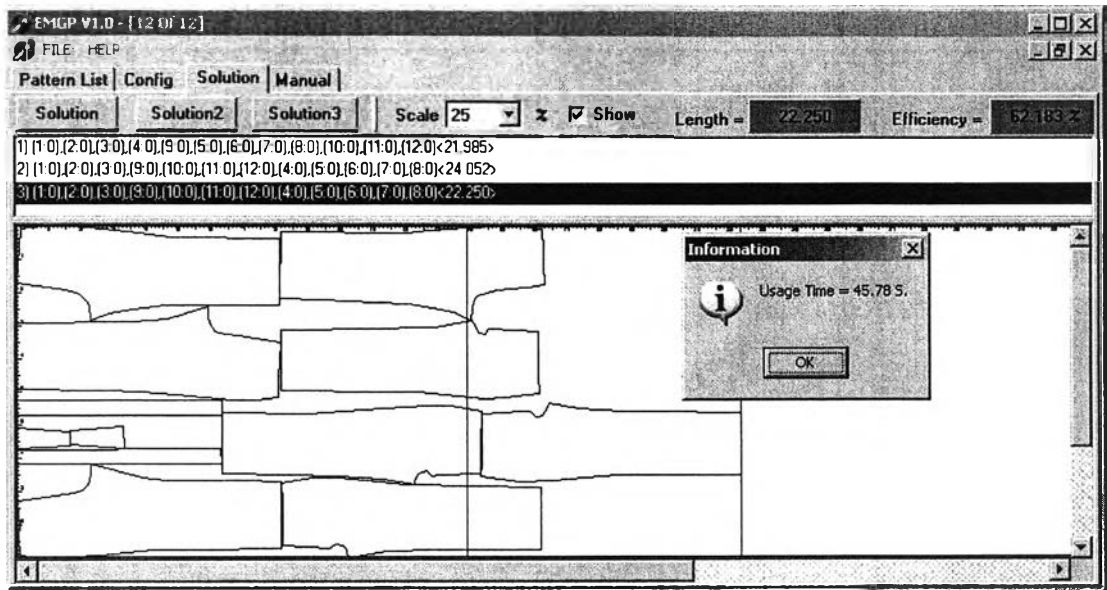 EMGP V1.0 - [12 Of 12]
FILE HELP
Pattern List Config Solution Manual
Solution Solution2 Solution3 Scale 25 % Show Length = 22.250 Efficiency = 62.183 %
1) (1:0),(2:0),(3:0),(4:0),(9:0),(5:0),(6:0),(7:0),(8:0),(10:0),(11:0),(12:0)<21.985>
2) (1:0),(2:0),(3:0),(9:0),(10:0),(11:0),(12:0),(4:0),(5:0),(6:0),(7:0),(8:0)<24.052>
3) (1:0),(2:0),(3:0),(9:0),(10:0),(11:0),(12:0),(4:0),(5:0),(6:0),(7:0),(8:0)<22.250>
Information
Usage Time = 45.78 S.
OK